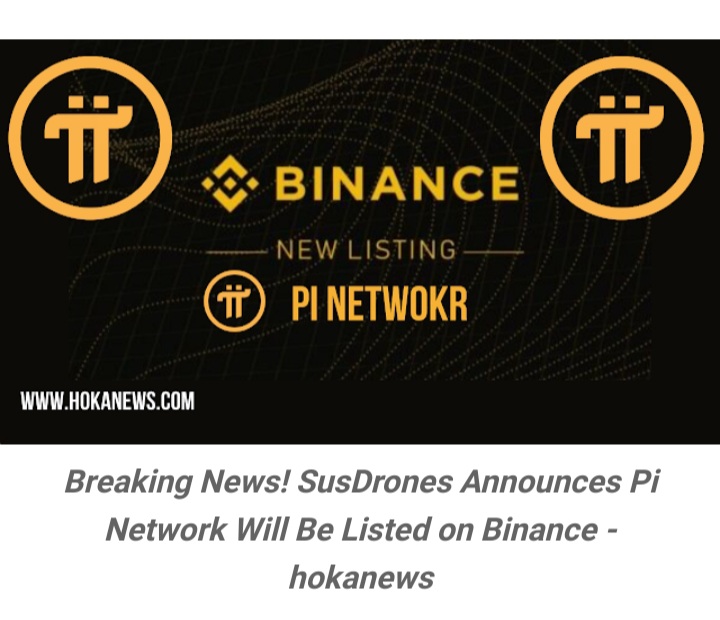 BINANCE
NEW LISTING
PI NETWOKR
WWW.HOKANEWS.COM
Breaking News! SusDrones Announces Pi
Network Will Be Listed on Binance -
hokanews